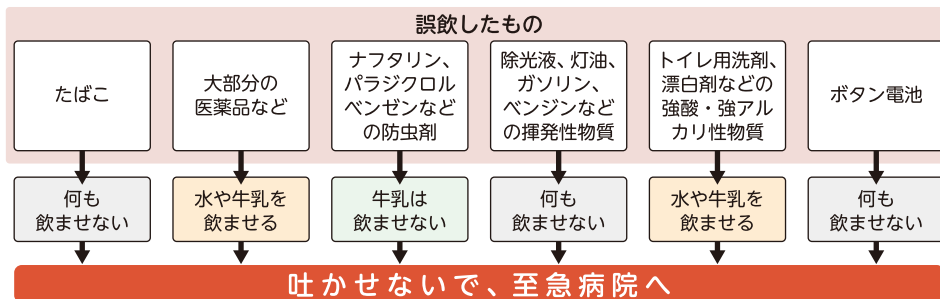 誤飲したもの
たばこ
大部分の
医薬品など
ナフタリン、
パラジクロル
ベンゼンなど
の防虫剤
除光液、灯油、
ガソリン、
ベンジンなど
の揮発性物質
トイレ用洗剤、
漂白剤などの
強酸・強アル
カリ性物質
ボタン電池
何も
飲ませない
水や牛乳を
飲ませる
牛乳は
飲ませない
何も
飲ませない
水や牛乳を
飲ませる
何も
飲ませない
吐かせないで、至急病院へ